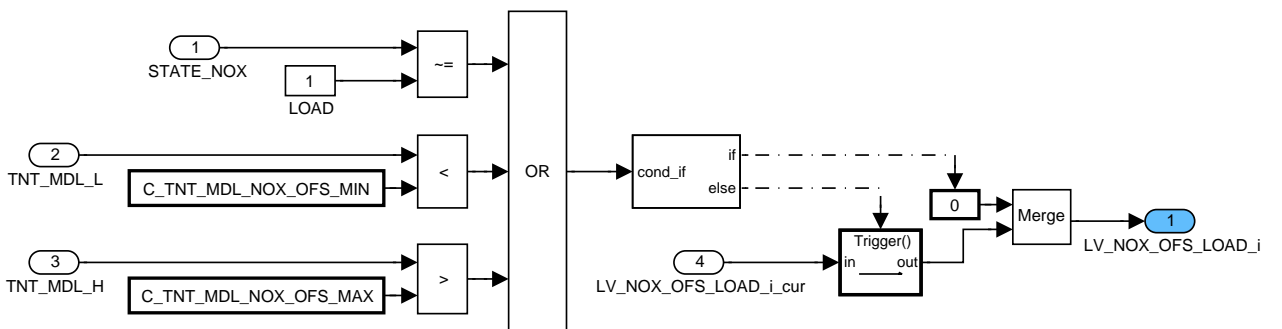 1
STATE_NOX
1
LOAD
~=
2
TNT_MDL_L
C_TNT_MDL_NOX_OFS_MIN
<
OR
cond_if
if
else
0
Merge
1
LV_NOX_OFS_LOAD_i
3
TNT_MDL_H
C_TNT_MDL_NOX_OFS_MAX
>
4
LV_NOX_OFS_LOAD_i_cur
Trigger()
in
out